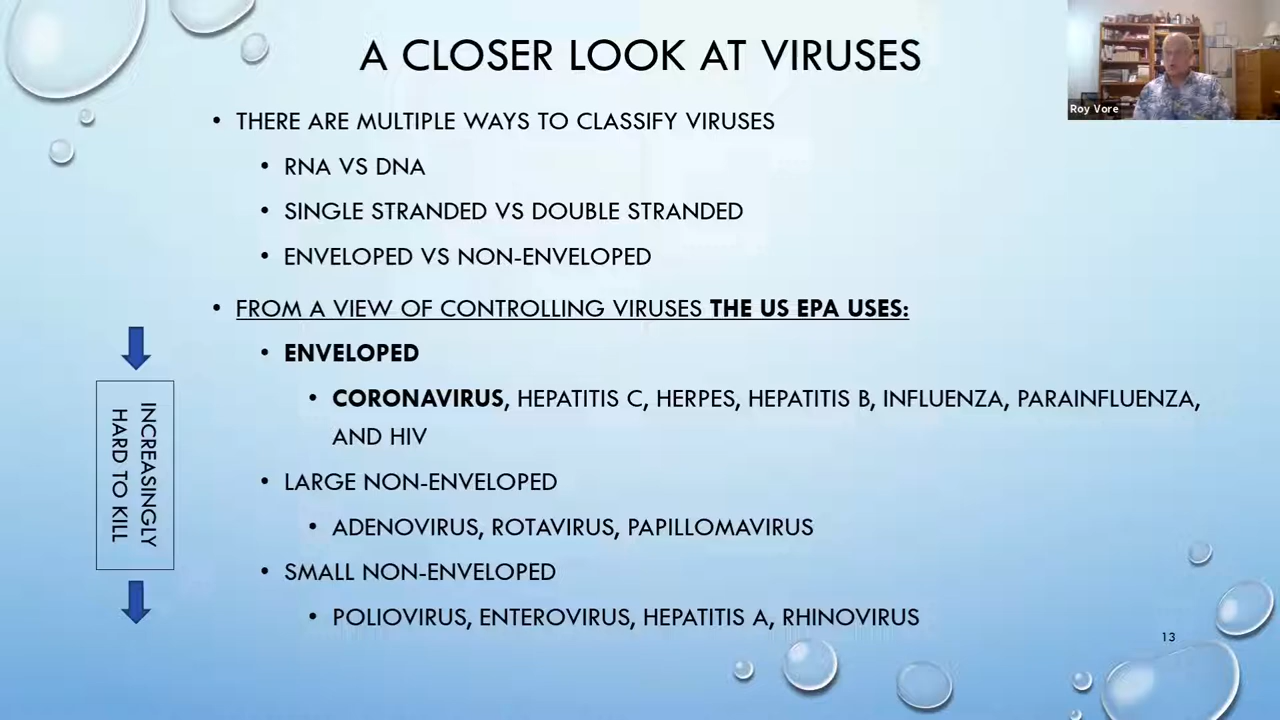 A CLOSER LOOK AT VIRUSES
Roy Vore
• THERE ARE MULTIPLE WAYS TO CLASSIFY VIRUSES
• RNA VS DNA
• SINGLE STRANDED VS DOUBLE STRANDED
• ENVELOPED VS NON-ENVELOPED
• FROM A VIEW OF CONTROLLING VIRUSES THE US EPA USES:
• ENVELOPED
• CORONAVIRUS, HEPATITIS C, HERPES, HEPATITIS B, INFLUENZA, PARAINFLUENZA,
AND HIV
• LARGE NON-ENVELOPED
• ADENOVIRUS, ROTAVIRUS, PAPILLOMAVIRUS
• SMALL NON-ENVELOPED
• POLIOVIRUS, ENTEROVIRUS, HEPATITIS A, RHINOVIRUS
INCREASINGLY
HARD TO KILL
13